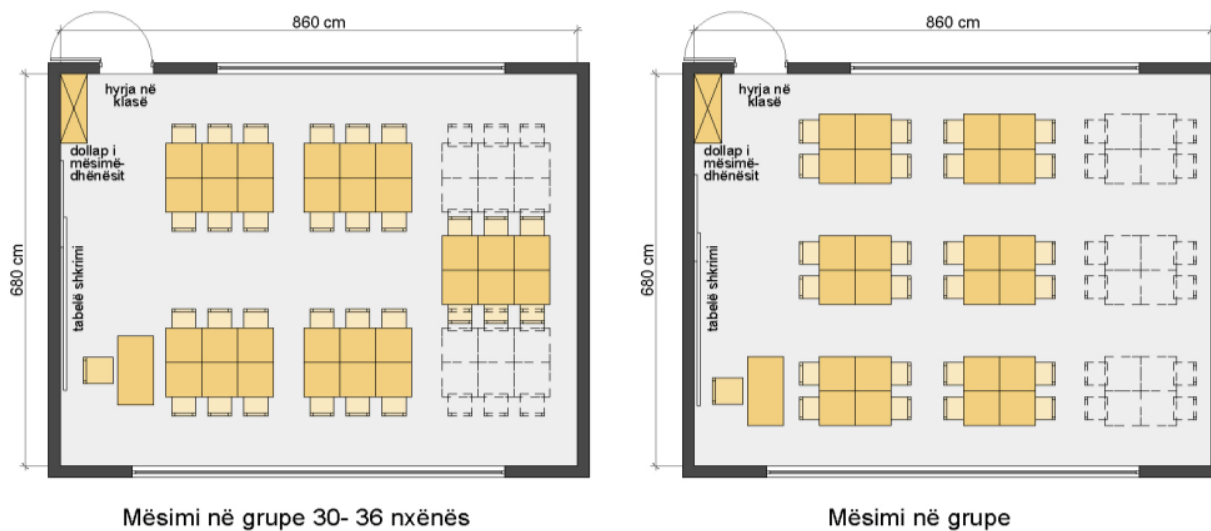 860 cm
hyrja në
klasë
dollap i
mësimë-
dhënësit
680 cm
tabelë shkrimi
Mësimi në grupe 30- 36 nxënës
860 cm
hyrja në
klasë
dollap i
mësimë-
dhënësit
680 cm
tabelë shkrimi
Mësimi në grupe